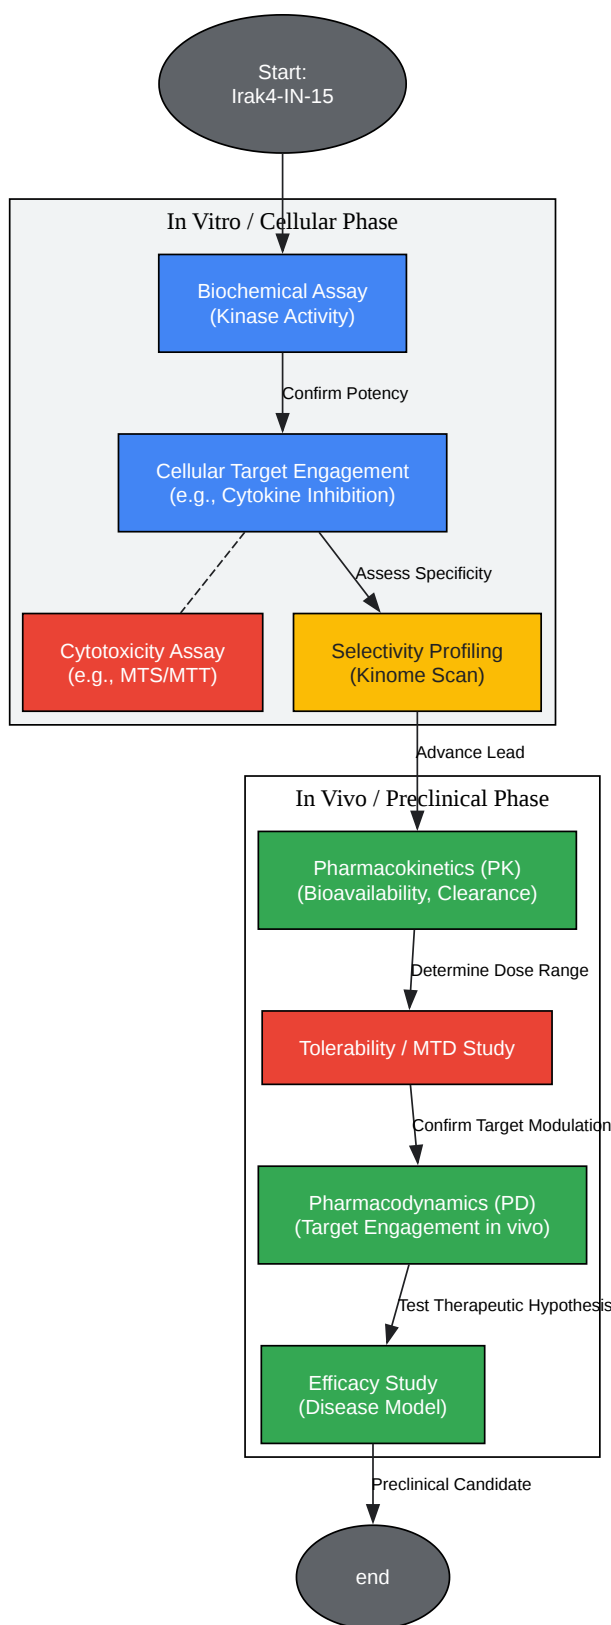 Start:
Irak4-IN-15
In Vitro / Cellular Phase
Biochemical Assay
(Kinase Activity)
Confirm Potency
Cellular Target Engagement
(e.g., Cytokine Inhibition)
Assess Specificity
Cytotoxicity Assay
(e.g., MTS/MTT)
Selectivity Profiling
(Kinome Scan)
Advance Lead
In Vivo / Preclinical Phase
Pharmacokinetics (PK)
(Bioavailability, Clearance)
Determine Dose Range
Tolerability / MTD Study
Confirm Target Modulation
Pharmacodynamics (PD)
(Target Engagement in vivo)
Test Therapeutic Hypothesis
Efficacy Study
(Disease Model)
Preclinical Candidate
end